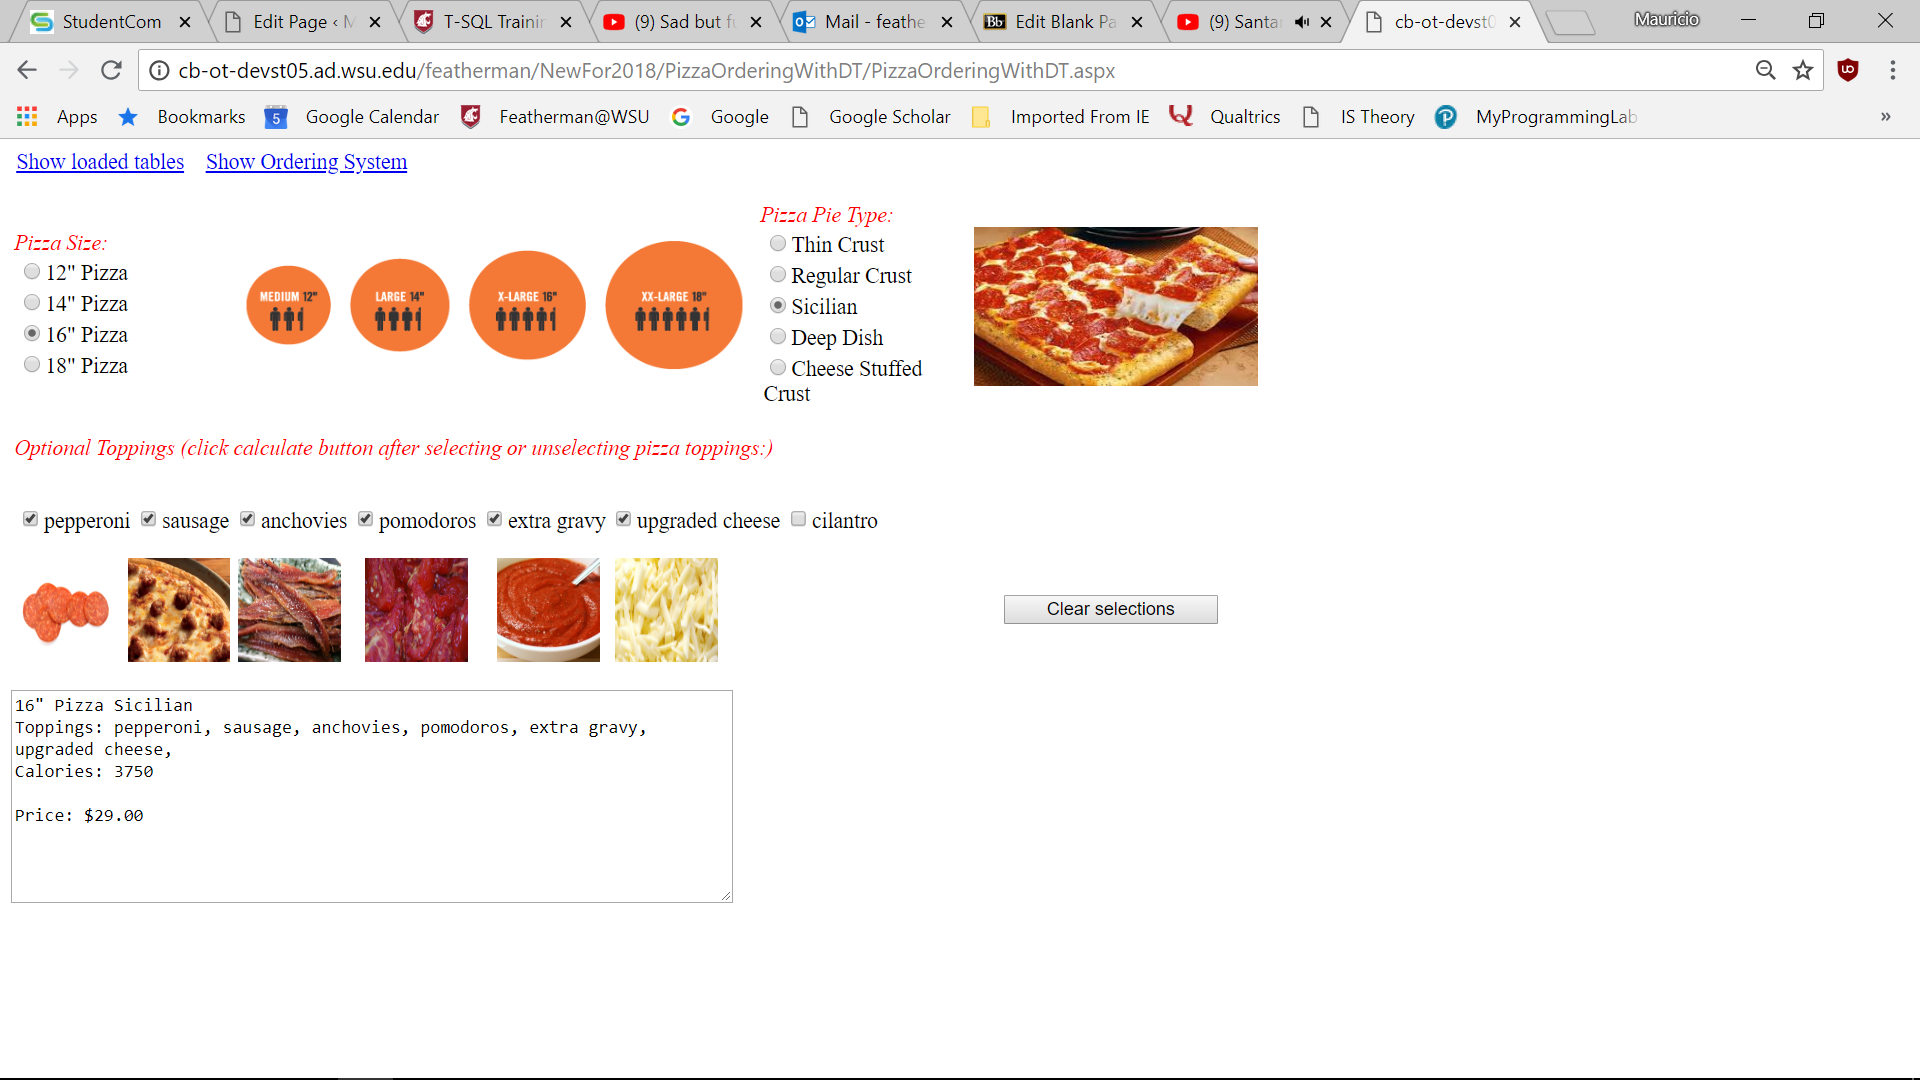 StudentCom
Edit Page ‹ M
T-SQL Trainin
(9) Sad but fu
Mail - feathe
Bb Edit Blank Pa
(9) Santa
cb-ot-devst0
Mauricio
cb-ot-devst05.ad.wsu.edu/featherman/NewFor2018/PizzaOrderingWithDT/PizzaOrderingWithDT.aspx
Apps
Bookmarks
5 Google Calendar
Featherman@WSU
G Google
Google Scholar
Imported From IE
Qualtrics
IS Theory
MyProgrammingLab
»
Show loaded tables
Show Ordering System
Pizza Size:
12" Pizza
14" Pizza
16" Pizza
18" Pizza
MEDIUM 12"
LARGE 14"
X-LARGE 16"
XX-LARGE 18"
Pizza Pie Type:
Thin Crust
Regular Crust
Sicilian
Deep Dish
Cheese Stuffed
Crust
Optional Toppings (click calculate button after selecting or unselecting pizza toppings:)
pepperoni sausage anchovies pomodoros extra gravy upgraded cheese cilantro
Clear selections
16" Pizza Sicilian
Toppings: pepperoni, sausage, anchovies, pomodoros, extra gravy,
upgraded cheese,
Calories: 3750
Price: $29.00